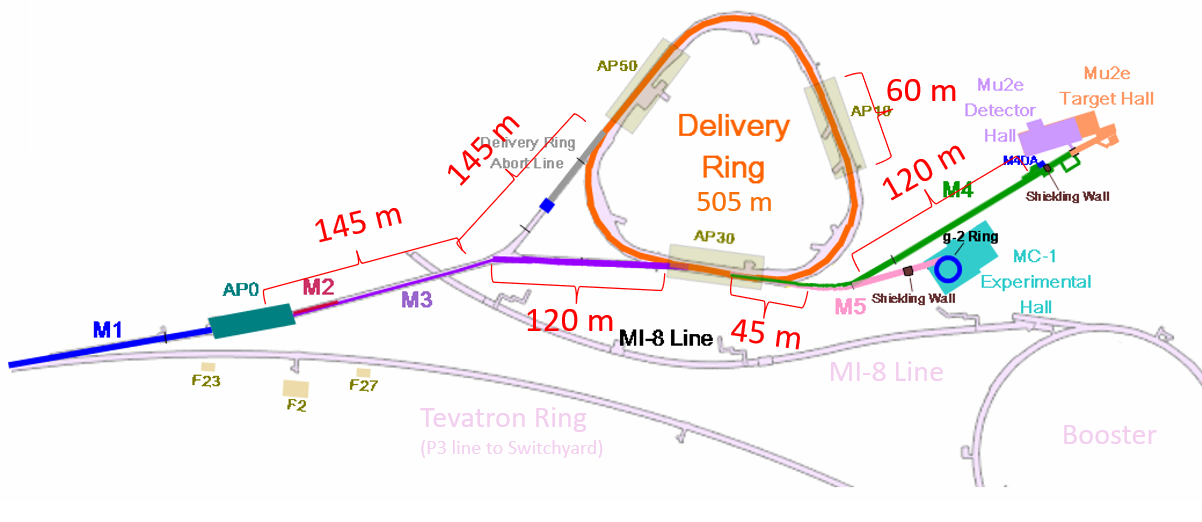 AP50
60 m
AP10
Mu2e
Target Hall
Mu2e
Detector
Hall
Delivery
Ring
505 m
145 m
Delivery Ring
Abort Line
120 m
M4DA
M4
Shielding Wall
145 m
AP30
g-2 Ring
MC-1
Experimental
Hall
AP0
M2
M3
M1
Shielding Wall
M5
120 m
45 m
MI-8 Line
MI-8 Line
F23
F2
F27
Tevatron Ring
(P3 line to Switchyard)
Booster